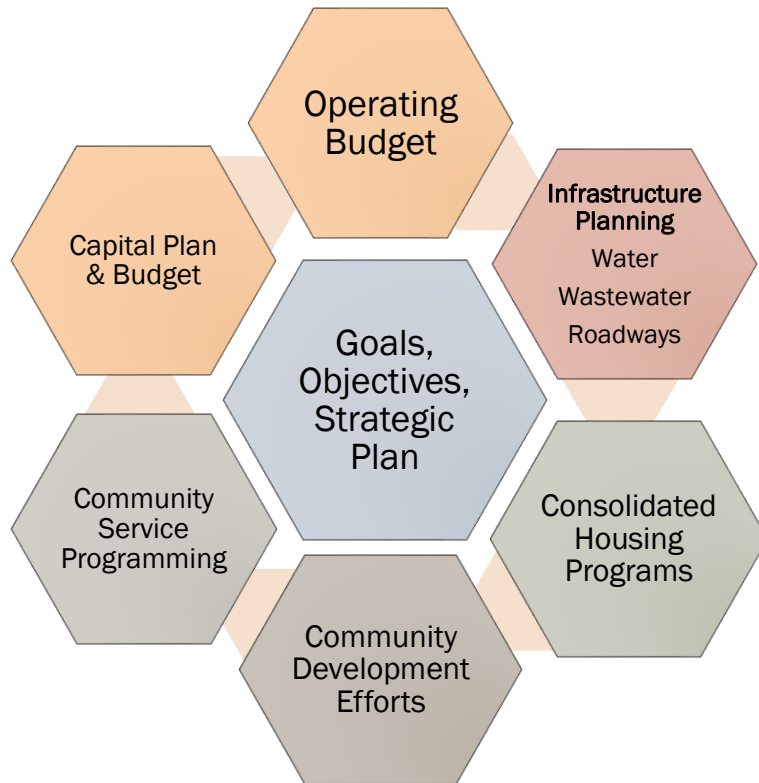 Operating
Budget
Infrastructure
Planning
Water
Wastewater
Roadways
Capital Plan
& Budget
Goals,
Objectives,
Strategic
Plan
Community
Service
Programming
Consolidated
Housing
Programs
Community
Development
Efforts